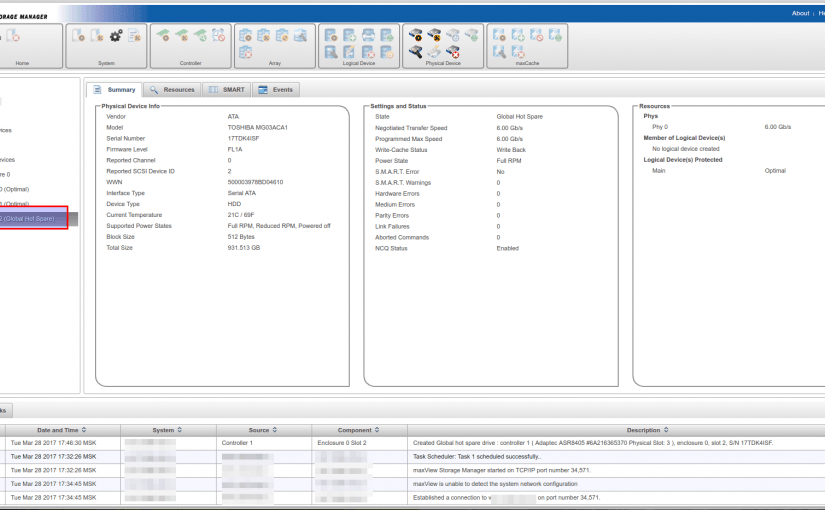 ORAGE MANAGER
About He
Home System Controller Array Logical Device Physical Device maxCache
Summary Resources SMART Events
vices
evices
re 0
0 (Optimal)
1 (Optimal)
2 (Global Hot Spare)
Physical Device Info
Vendor ATA
Model TOSHIBA MG03ACA1
Serial Number 17TDK4ISF
Firmware Level FL1A
Reported Channel 0
Reported SCSI Device ID 2
WWN 500003978BD04610
Interface Type Serial ATA
Device Type HDD
Current Temperature 21C / 69F
Supported Power States Full RPM, Reduced RPM, Powered off
Block Size 512 Bytes
Total Size 931.513 GB
Settings and Status
State Global Hot Spare
Negotiated Transfer Speed 6.00 Gb/s
Programmed Max Speed 6.00 Gb/s
Write-Cache Status Write Back
Power State Full RPM
S.M.A.R.T. Error No
S.M.A.R.T. Warnings 0
Hardware Errors 0
Medium Errors 0
Parity Errors 0
Link Failures 0
Aborted Commands 0
NCQ Status Enabled
Resources
Phys
Phy 0 6.00 Gb/s
Member of Logical Device(s)
No logical device created
Logical Device(s) Protected
Main Optimal
ks
Date and Time System Source Component Description
Tue Mar 28 2017 17:46:30 MSK Controller 1 Enclosure 0 Slot 2 Created Global hot spare drive : controller 1 ( Adaptec ASR8405 #6A216365370 Physical Slot: 3 ), enclosure 0, slot 2, S/N 17TDK4ISF.
Tue Mar 28 2017 17:32:26 MSK Task Scheduler: Task 1 scheduled successfully..
Tue Mar 28 2017 17:32:26 MSK maxView Storage Manager started on TCP/IP port number 34,571.
Tue Mar 28 2017 17:34:45 MSK maxView is unable to detect the system network configuration
Tue Mar 28 2017 17:34:45 MSK Established a connection to v on port number 34,571.